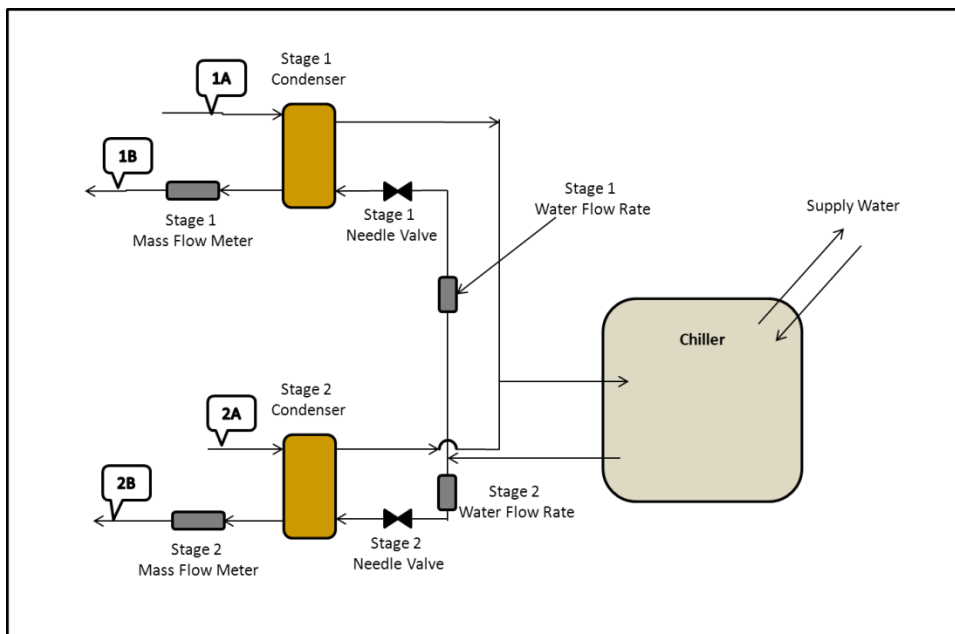 Stage 1
Condenser
1A
1B
Stage 1
Mass Flow Meter
Stage 1
Needle Valve
Stage 1
Water Flow Rate
Supply Water
Chiller
Stage 2
Condenser
2A
2B
Stage 2
Mass Flow Meter
Stage 2
Needle Valve
Stage 2
Water Flow Rate